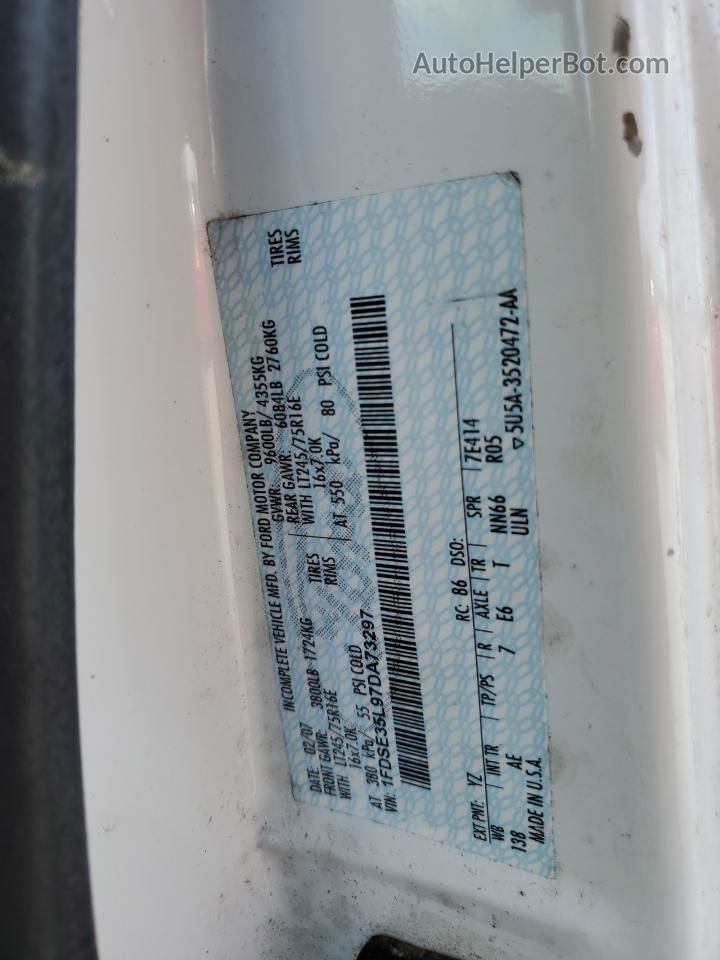 AutoHelperBot.com
INCOMPLETE VEHICLE MFD. BY FORD MOTOR COMPANY
DATE: 02/07 GVWR: 9600LB/ 4355KG
FRONT GAWR: 3800LB 1724KG REAR GAWR: 6084LB 2760KG
WITH LT245/75R16E TIRES WITH LT245/75R16E TIRES
16x7.0K RIMS 16x7.0K RIMS
AT 380 kPa/ 55 PSI COLD AT 550 kPa/ 80 PSI COLD
VIN: 1FDSE35L97DA73297
EXT PNT: YZ RC: 86 DSO:
WB INT TR TP/PS R AXLE TR SPR 7E414
138 AE 7 E6 T NN66 R05
MADE IN U.S.A. ULN ▽5U5A-3520472-AA